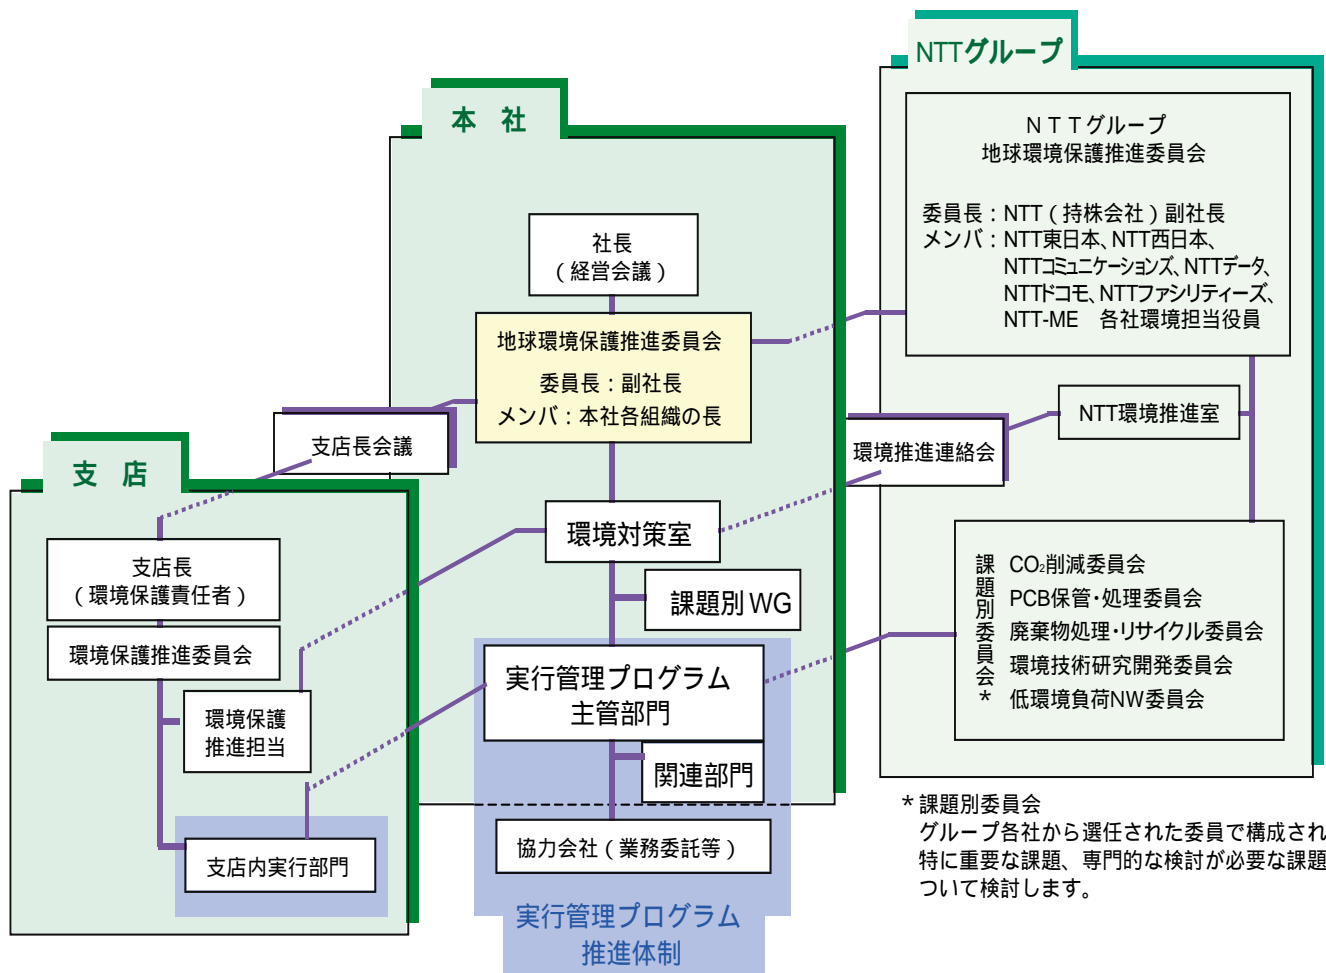 NTTグループ
NTTグループ
地球環境保護推進委員会
委員長:NTT(持株会社)副社長
メンバ:NTT東日本、NTT西日本、
NTTコミュニケーションズ、NTTデータ、
NTTドコモ、NTTファシリティーズ、
NTT-ME 各社環境担当役員
NTT環境推進室
環境推進連絡会
課題別委員会*
CO₂削減委員会
PCB保管・処理委員会
廃棄物処理・リサイクル委員会
環境技術研究開発委員会
低環境負荷NW委員会
*課題別委員会
グループ各社から選任された委員で構成され
特に重要な課題、専門的な検討が必要な課題
ついて検討します。
本 社
社長
(経営会議)
地球環境保護推進委員会
委員長:副社長
メンバ:本社各組織の長
支店長会議
環境対策室
課題別WG
実行管理プログラム
主管部門
関連部門
協力会社(業務委託等)
実行管理プログラム
推進体制
支 店
支店長
(環境保護責任者)
環境保護推進委員会
環境保護
推進担当
支店内実行部門